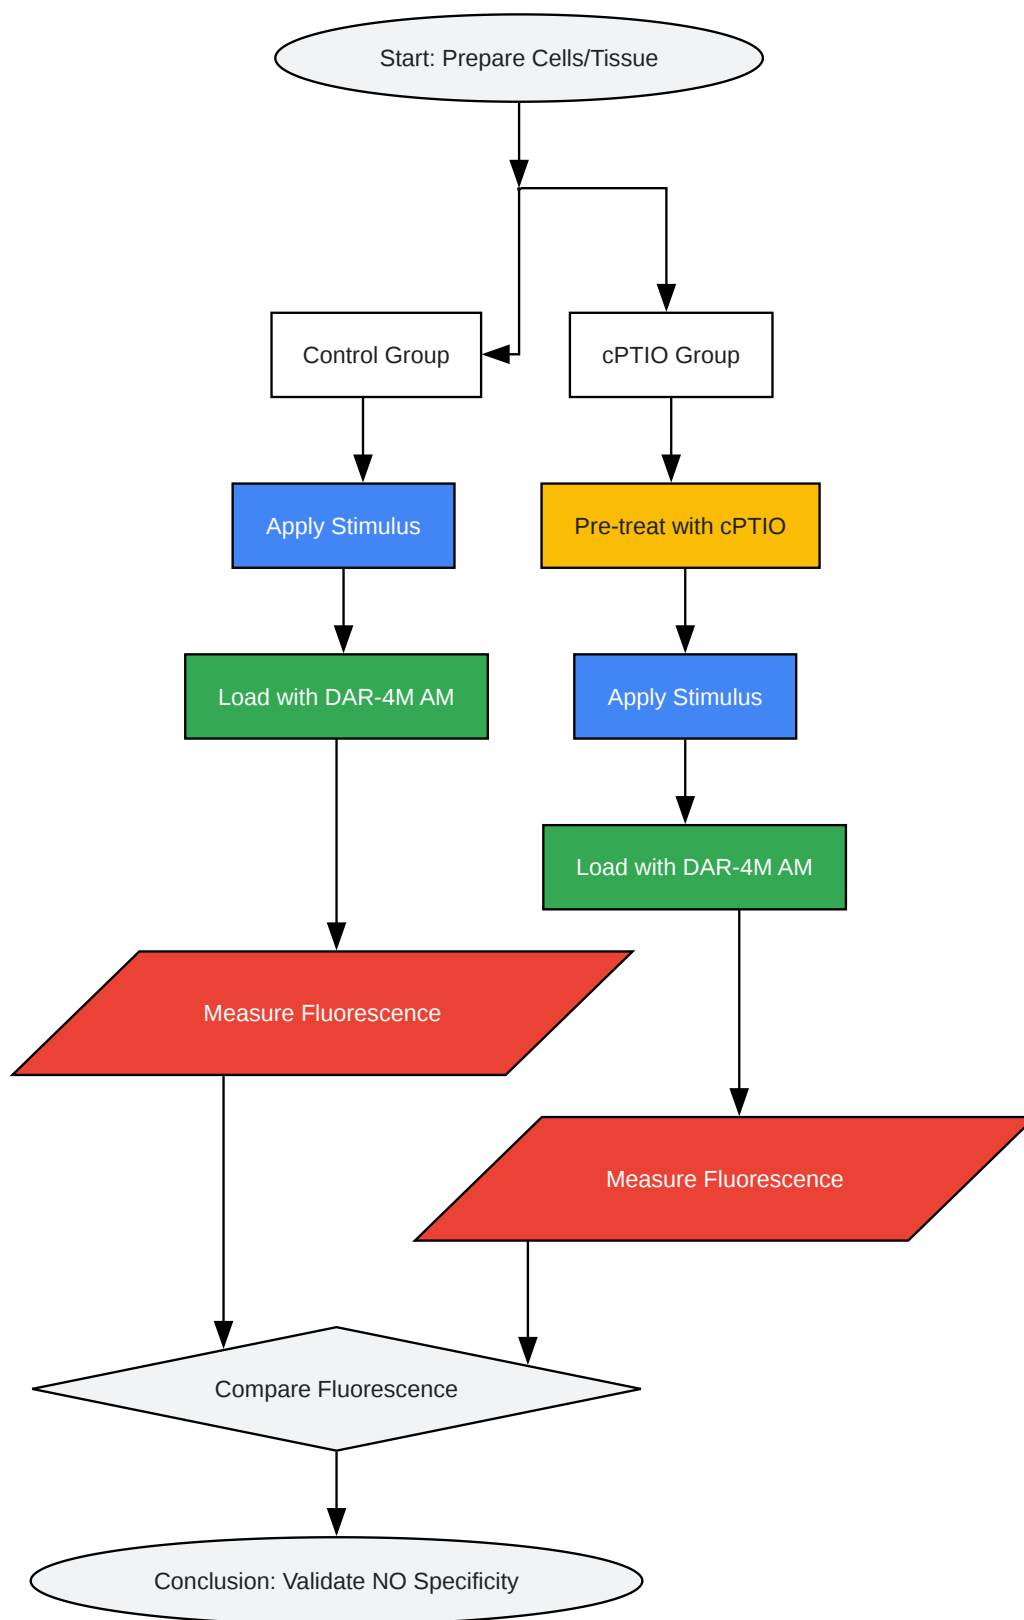 Start: Prepare Cells/Tissue
Control Group
cPTIO Group
Apply Stimulus
Pre-treat with cPTIO
Load with DAR-4M AM
Apply Stimulus
Load with DAR-4M AM
Measure Fluorescence
Measure Fluorescence
Compare Fluorescence
Conclusion: Validate NO Specificity